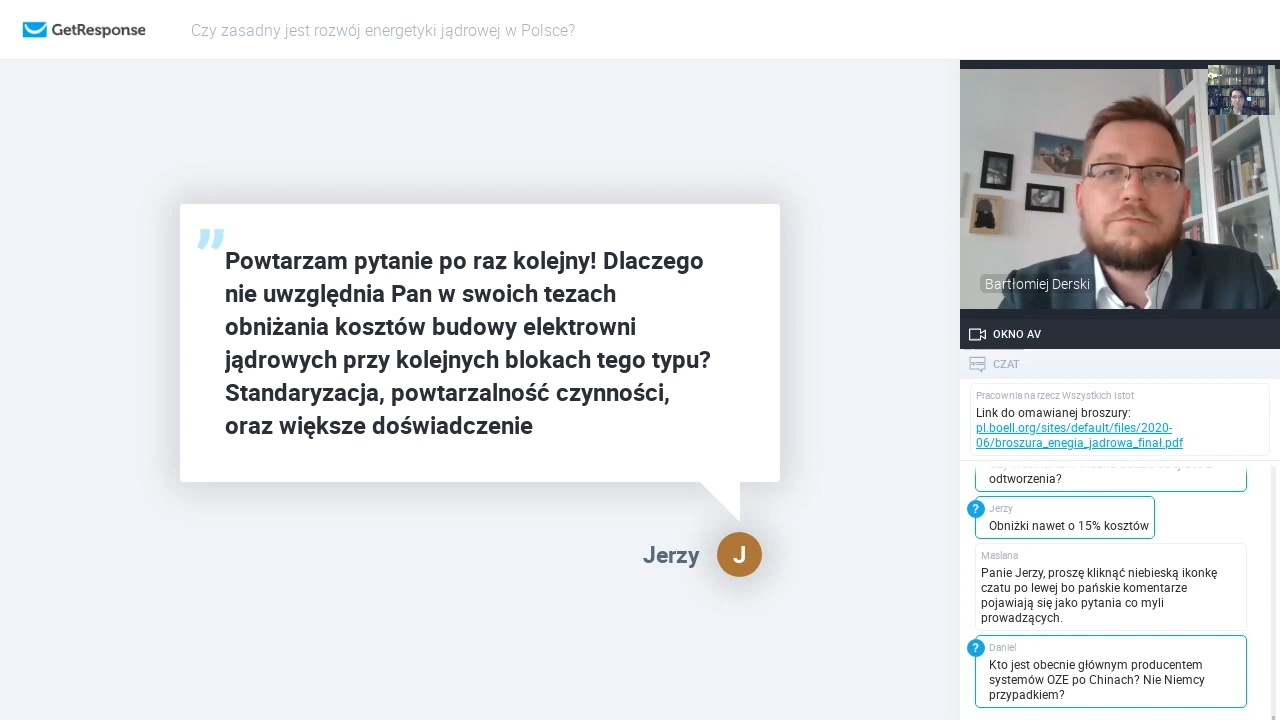 GetResponse
Czy zasadny jest rozwój energetyki jądrowej w Polsce?
Powtarzam pytanie po raz kolejny! Dlaczego
nie uwzględnia Pan w swoich tezach
obniżania kosztów budowy elektrowni
jądrowych przy kolejnych blokach tego typu?
Standaryzacja, powtarzalność czynności,
oraz większe doświadczenie
Jerzy
J
Bartłomiej Derski
OKNO AV
CZAT
Pracownia na rzecz Wszystkich Istot
Link do omawianej broszury:
pl.boell.org/sites/default/files/2020-
06/broszura_enegia_jadrowa_finał.pdf
odtworzenia?
?
Jerzy
Obniżki nawet o 15% kosztów
Maslana
Panie Jerzy, proszę kliknąć niebieską ikonkę
czatu po lewej bo pańskie komentarze
pojawiają się jako pytania co myli
prowadzących.
?
Daniel
Kto jest obecnie głównym producentem
systemów OZE po Chinach? Nie Niemcy
przypadkiem?